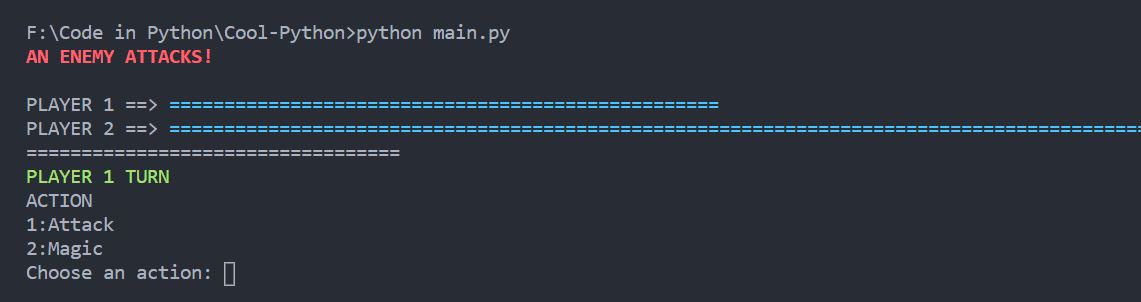 F:\Code in Python\Cool-Python>python main.py
AN ENEMY ATTACKS!
PLAYER 1 ==> ==================================================
PLAYER 2 ==> =========================================================================================
==================================
PLAYER 1 TURN
ACTION
1:Attack
2:Magic
Choose an action: